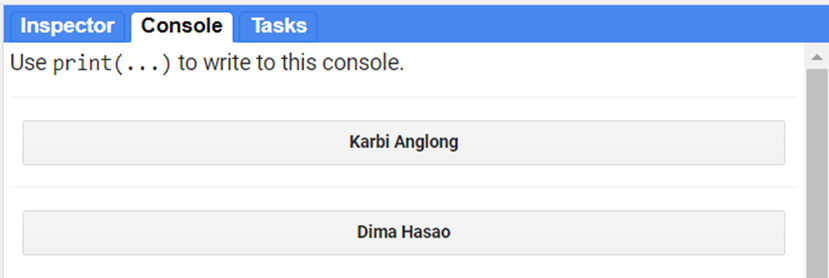 Inspector Console Tasks
Use print(...) to write to this console.
Karbi Anglong
Dima Hasao